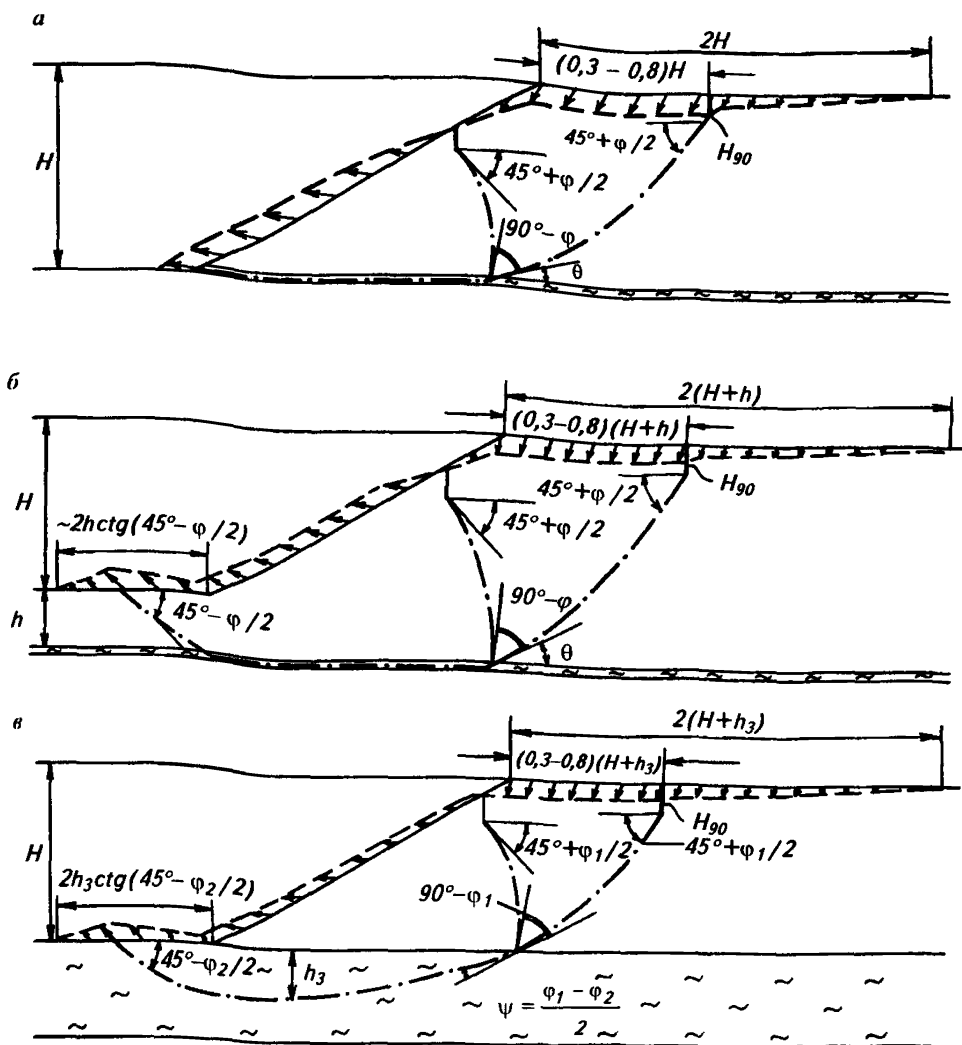 а
2H
(0,3 – 0,8)H
H
45°+φ/2
H90
45°+φ/2
90°– φ
θ
б
2(H+h)
(0,3–0,8)(H+h)
H
45°+φ/2
H90
45°+φ/2
~2hctg(45°– φ/2)
90°–φ
h
45°– φ/2
θ
в
2(H+h3)
(0,3–0,8)(H+h3)
H90
H
45°+φ1/2
45°+φ1/2
2h3ctg(45°–φ2/2)
90°–φ1
45°–φ2/2
h3
ψ = φ1 – φ2
2